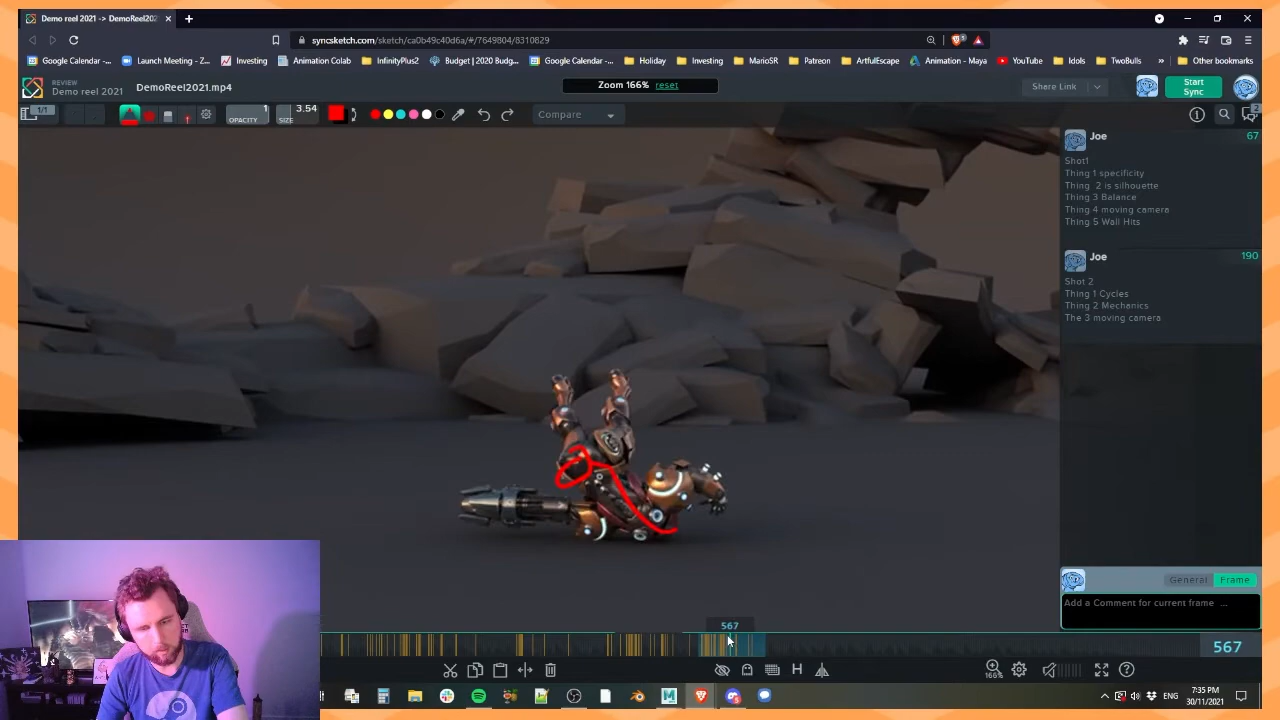 Demo reel 2021 -> DemoReel202
syncsketch.com/sketch/ca0b49c40d6a/#/7649804/8310829
Google Calendar -...
Launch Meeting - Z...
Investing
Animation Colab
InfinityPlus2
Budget | 2020 Budg...
Google Calendar -...
Holiday
Investing
MarioSR
Patreon
ArtfulEscape
Animation - Maya
YouTube
Idols
TwoBulls
»
Other bookmarks
REVIEW
Demo reel 2021
DemoReel2021.mp4
Zoom 166% reset
Share Link
Start Sync
1/1
OPACITY 1
SIZE 3.54
Compare
2
Joe 67
Shot1
Thing 1 specificity
Thing 2 is silhouette
Thing 3 Balance
Thing 4 moving camera
Thing 5 Wall Hits
Joe 190
Shot 2
Thing 1 Cycles
Thing 2 Mechanics
The 3 moving camera
General Frame
Add a Comment for current frame ...
567
567
H
166%
ENG
7:35 PM
30/11/2021